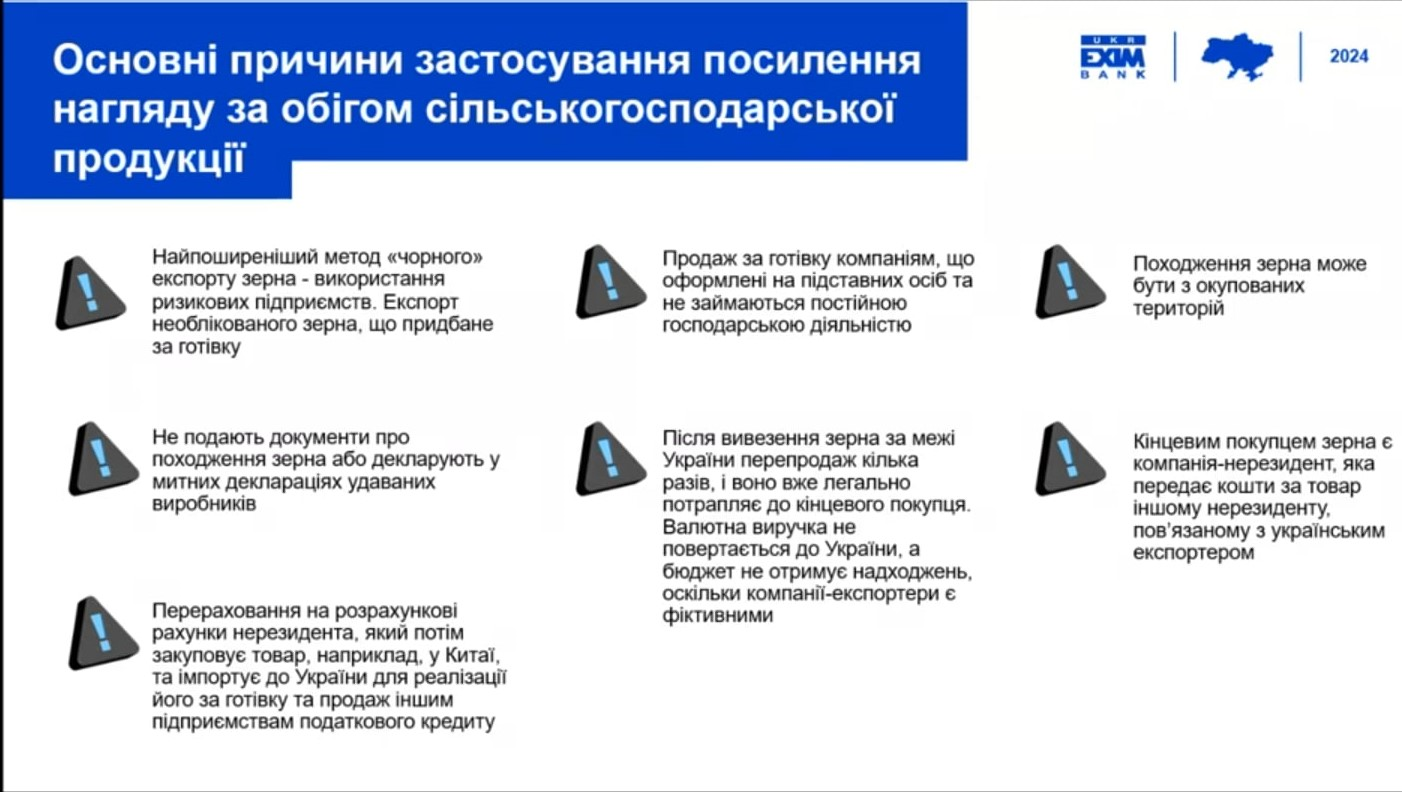 Основні причини застосування посилення
нагляду за обігом сільськогосподарської
продукції
UKR
EXIM
BANK
2024
Найпоширеніший метод «чорного»
експорту зерна - використання
ризикових підприємств. Експорт
необлікованого зерна, що придбане
за готівку
Продаж за готівку компаніям, що
оформлені на підставних осіб та
не займаються постійною
господарською діяльністю
Походження зерна може
бути з окупованих
територій
Не подають документи про
походження зерна або декларують у
митних деклараціях удаваних
виробників
Після вивезення зерна за межі
України перепродаж кілька
разів, і воно вже легально
потрапляє до кінцевого покупця.
Валютна виручка не
повертається до України, а
бюджет не отримує надходжень,
оскільки компанії-експортери є
фіктивними
Кінцевим покупцем зерна є
компанія-нерезидент, яка
передає кошти за товар
іншому нерезиденту,
пов’язаному з українським
експортером
Перераховання на розрахункові
рахунки нерезидента, який потім
закуповує товар, наприклад, у Китаї,
та імпортує до України для реалізації
його за готівку та продаж іншим
підприємствам податкового кредиту